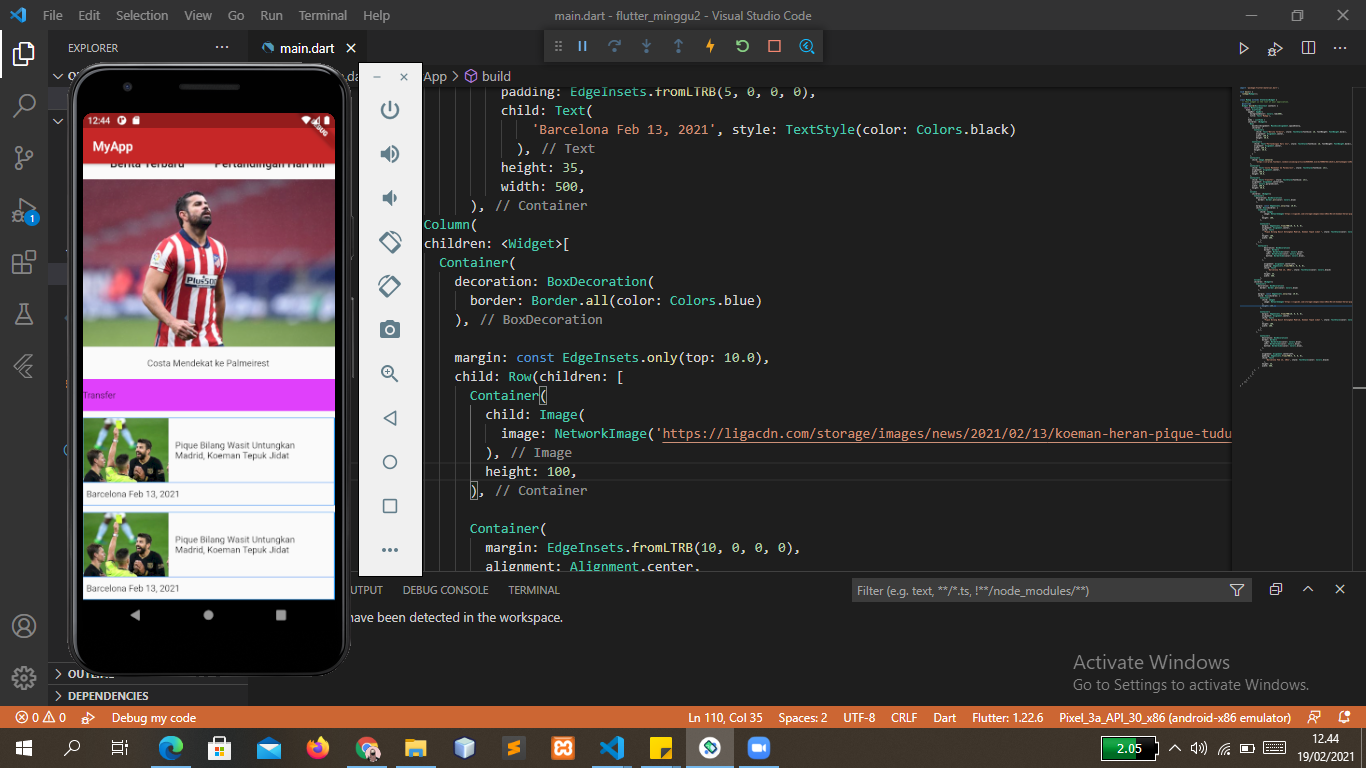 File Edit Selection View Go Run Terminal Help
main.dart - flutter_minggu2 - Visual Studio Code
EXPLORER
main.dart
App > build
padding: EdgeInsets.fromLTRB(5, 0, 0, 0),
child: Text(
'Barcelona Feb 13, 2021', style: TextStyle(color: Colors.black)
), // Text
height: 35,
width: 500,
), // Container
Column(
children: <Widget>[
Container(
decoration: BoxDecoration(
border: Border.all(color: Colors.blue)
), // BoxDecoration
margin: const EdgeInsets.only(top: 10.0),
child: Row(children: [
Container(
child: Image(
image: NetworkImage('https://ligacdn.com/storage/images/news/2021/02/13/koeman-heran-pique-tudu
), // Image
height: 100,
), // Container
Container(
margin: EdgeInsets.fromLTRB(10, 0, 0, 0),
alignment: Alignment.center,
12:44
MyApp
Berita Terbaru Pertandingan Hari Ini
Plus500
Costa Mendekat ke Palmeirest
Transfer
Pique Bilang Wasit Untungkan
Madrid, Koeman Tepuk Jidat
Barcelona Feb 13, 2021
Pique Bilang Wasit Untungkan
Madrid, Koeman Tepuk Jidat
Barcelona Feb 13, 2021
1
UTPUT DEBUG CONSOLE TERMINAL
Filter (e.g. text, **/*.ts, !**/node_modules/**)
have been detected in the workspace.
OUTLINE
DEPENDENCIES
Activate Windows
Go to Settings to activate Windows.
0 0 Debug my code
Ln 110, Col 35 Spaces: 2 UTF-8 CRLF Dart Flutter: 1.22.6 Pixel_3a_API_30_x86 (android-x86 emulator)
2.05
12.44
19/02/2021